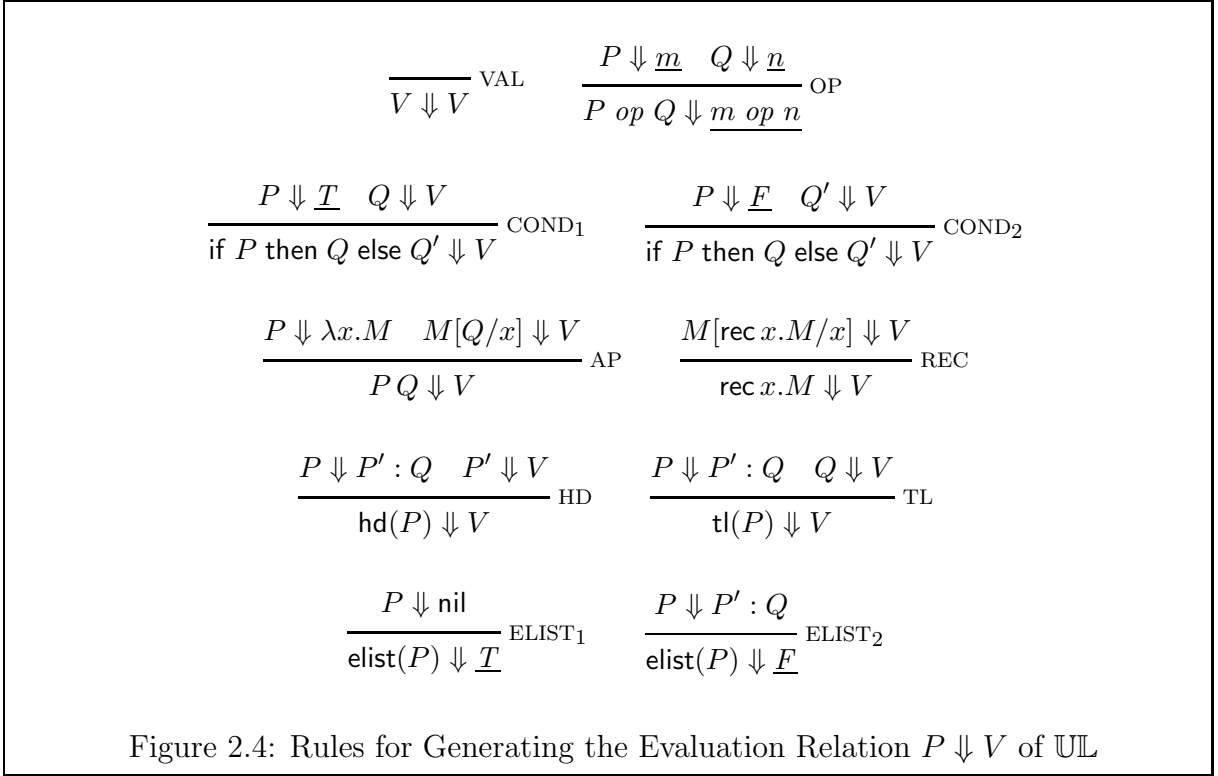 V ⇓ V VAL    P ⇓ m  Q ⇓ n / P op Q ⇓ m op n OP
P ⇓ T  Q ⇓ V / if P then Q else Q′ ⇓ V COND1    P ⇓ F  Q′ ⇓ V / if P then Q else Q′ ⇓ V COND2
P ⇓ λx.M  M[Q/x] ⇓ V / P Q ⇓ V AP    M[rec x.M/x] ⇓ V / rec x.M ⇓ V REC
P ⇓ P′ : Q  P′ ⇓ V / hd(P) ⇓ V HD    P ⇓ P′ : Q  Q ⇓ V / tl(P) ⇓ V TL
P ⇓ nil / elist(P) ⇓ T ELIST1    P ⇓ P′ : Q / elist(P) ⇓ F ELIST2
Figure 2.4: Rules for Generating the Evaluation Relation P ⇓ V of 𝕌𝕃